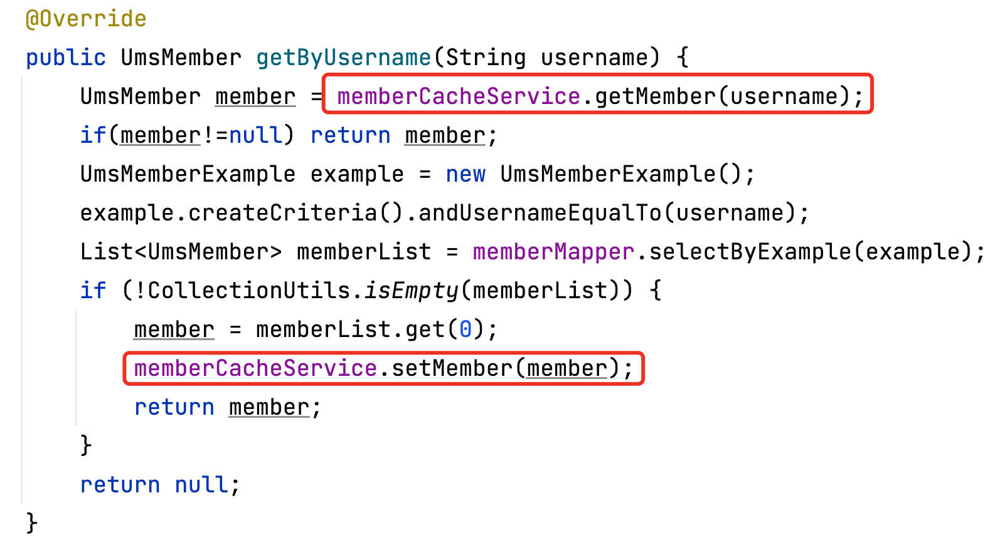 @Override
public UmsMember getByUsername(String username) {
    UmsMember member = memberCacheService.getMember(username);
    if(member!=null) return member;
    UmsMemberExample example = new UmsMemberExample();
    example.createCriteria().andUsernameEqualTo(username);
    List<UmsMember> memberList = memberMapper.selectByExample(example);
    if (!CollectionUtils.isEmpty(memberList)) {
        member = memberList.get(0);
        memberCacheService.setMember(member);
        return member;
    }
    return null;
}